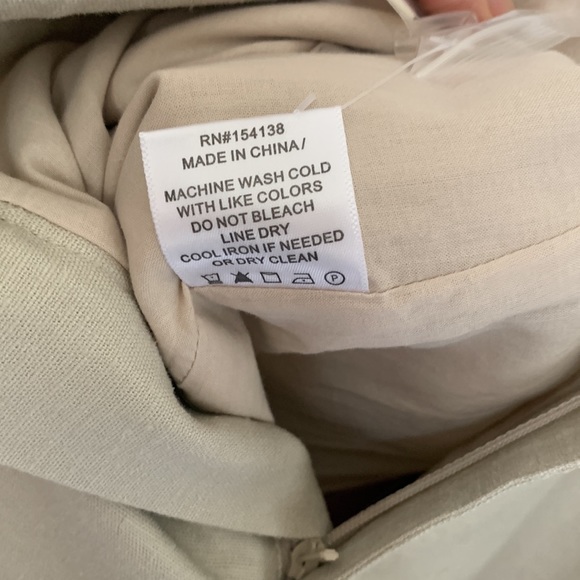 RN#154138
MADE IN CHINA/
MACHINE WASH COLD
WITH LIKE COLORS
DO NOT BLEACH
LINE DRY
COOL IRON IF NEEDED
OR DRY CLEAN
P